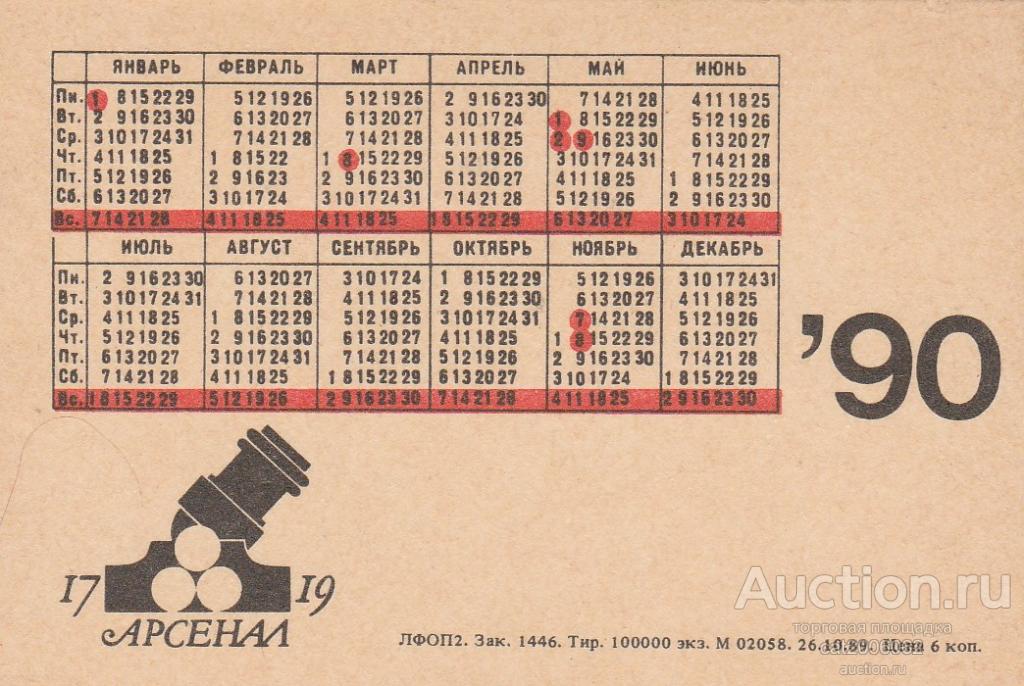 ЯНВАРЬ ФЕВРАЛЬ МАРТ АПРЕЛЬ МАЙ ИЮНЬ
Пн. 1 8 15 22 29 5 12 19 26 5 12 19 26 2 9 16 23 30 7 14 21 28 4 11 18 25
Вт. 2 9 16 23 30 6 13 20 27 6 13 20 27 3 10 17 24 1 8 15 22 29 5 12 19 26
Ср. 3 10 17 24 31 7 14 21 28 7 14 21 28 4 11 18 25 2 9 16 23 30 6 13 20 27
Чт. 4 11 18 25 1 8 15 22 1 8 15 22 29 5 12 19 26 3 10 17 24 31 7 14 21 28
Пт. 5 12 19 26 2 9 16 23 2 9 16 23 30 6 13 20 27 4 11 18 25 1 8 15 22 29
Сб. 6 13 20 27 3 10 17 24 3 10 17 24 31 7 14 21 28 5 12 19 26 2 9 16 23 30
Вс. 7 14 21 28 4 11 18 25 4 11 18 25 1 8 15 22 29 6 13 20 27 3 10 17 24
ИЮЛЬ АВГУСТ СЕНТЯБРЬ ОКТЯБРЬ НОЯБРЬ ДЕКАБРЬ
Пн. 2 9 16 23 30 6 13 20 27 3 10 17 24 1 8 15 22 29 5 12 19 26 3 10 17 24 31
Вт. 3 10 17 24 31 7 14 21 28 4 11 18 25 2 9 16 23 30 6 13 20 27 4 11 18 25
Ср. 4 11 18 25 1 8 15 22 29 5 12 19 26 3 10 17 24 31 7 14 21 28 5 12 19 26
Чт. 5 12 19 26 2 9 16 23 30 6 13 20 27 4 11 18 25 1 8 15 22 29 6 13 20 27
Пт. 6 13 20 27 3 10 17 24 31 7 14 21 28 5 12 19 26 2 9 16 23 30 7 14 21 28
Сб. 7 14 21 28 4 11 18 25 1 8 15 22 29 6 13 20 27 3 10 17 24 1 8 15 22 29
Вс. 1 8 15 22 29 5 12 19 26 2 9 16 23 30 7 14 21 28 4 11 18 25 2 9 16 23 30
'90
17 19
АРСЕНАЛ
ЛФОП2. Зак. 1446. Тир. 100000 экз. М 02058. 26.10.89. Цена 6 коп.
Auction.ru
торговая площадка
auction.ru